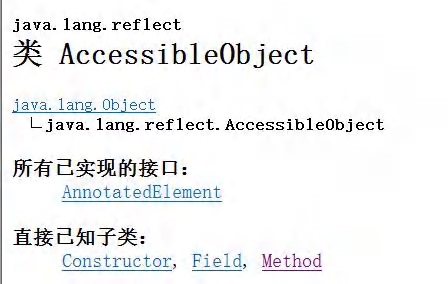 java.lang.reflect
类 AccessibleObject
java.lang.Object
java.lang.reflect.AccessibleObject
所有已实现的接口:
AnnotatedElement
直接已知子类:
Constructor, Field, Method